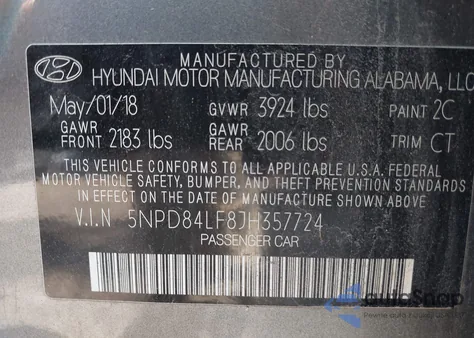 MANUFACTURED BY
HYUNDAI MOTOR MANUFACTURING ALABAMA, LLC
May/01/18 GVWR 3924 lbs PAINT 2C
GAWR FRONT 2183 lbs GAWR REAR 2006 lbs TRIM CT
THIS VEHICLE CONFORMS TO ALL APPLICABLE U.S.A. FEDERAL
MOTOR VEHICLE SAFETY, BUMPER, AND THEFT PREVENTION STANDARDS
IN EFFECT ON THE DATE OF MANUFACTURE SHOWN ABOVE.
V.I.N 5NPD84LF8JH357724
PASSENGER CAR
autoSnap